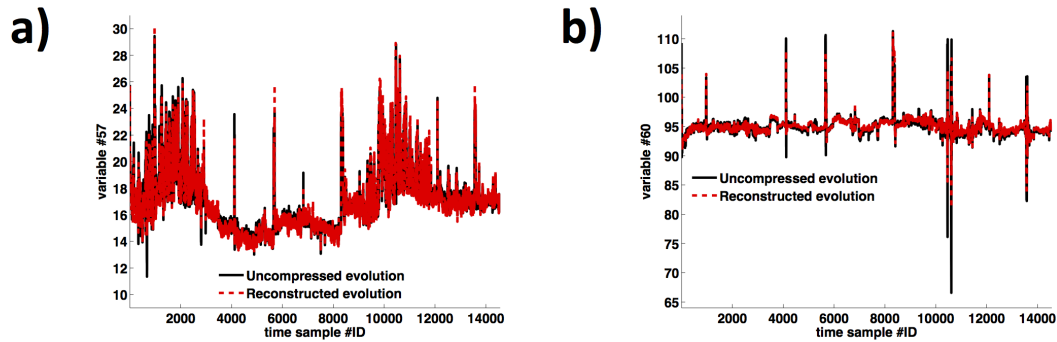 a)
variable #57
30
28
26
24
22
20
18
16
14
12
10
Uncompressed evolution
Reconstructed evolution
2000 4000 6000 8000 10000 12000 14000
time sample #ID
b)
variable #60
110
105
100
95
90
85
80
75
70
65
Uncompressed evolution
Reconstructed evolution
2000 4000 6000 8000 10000 12000 14000
time sample #ID